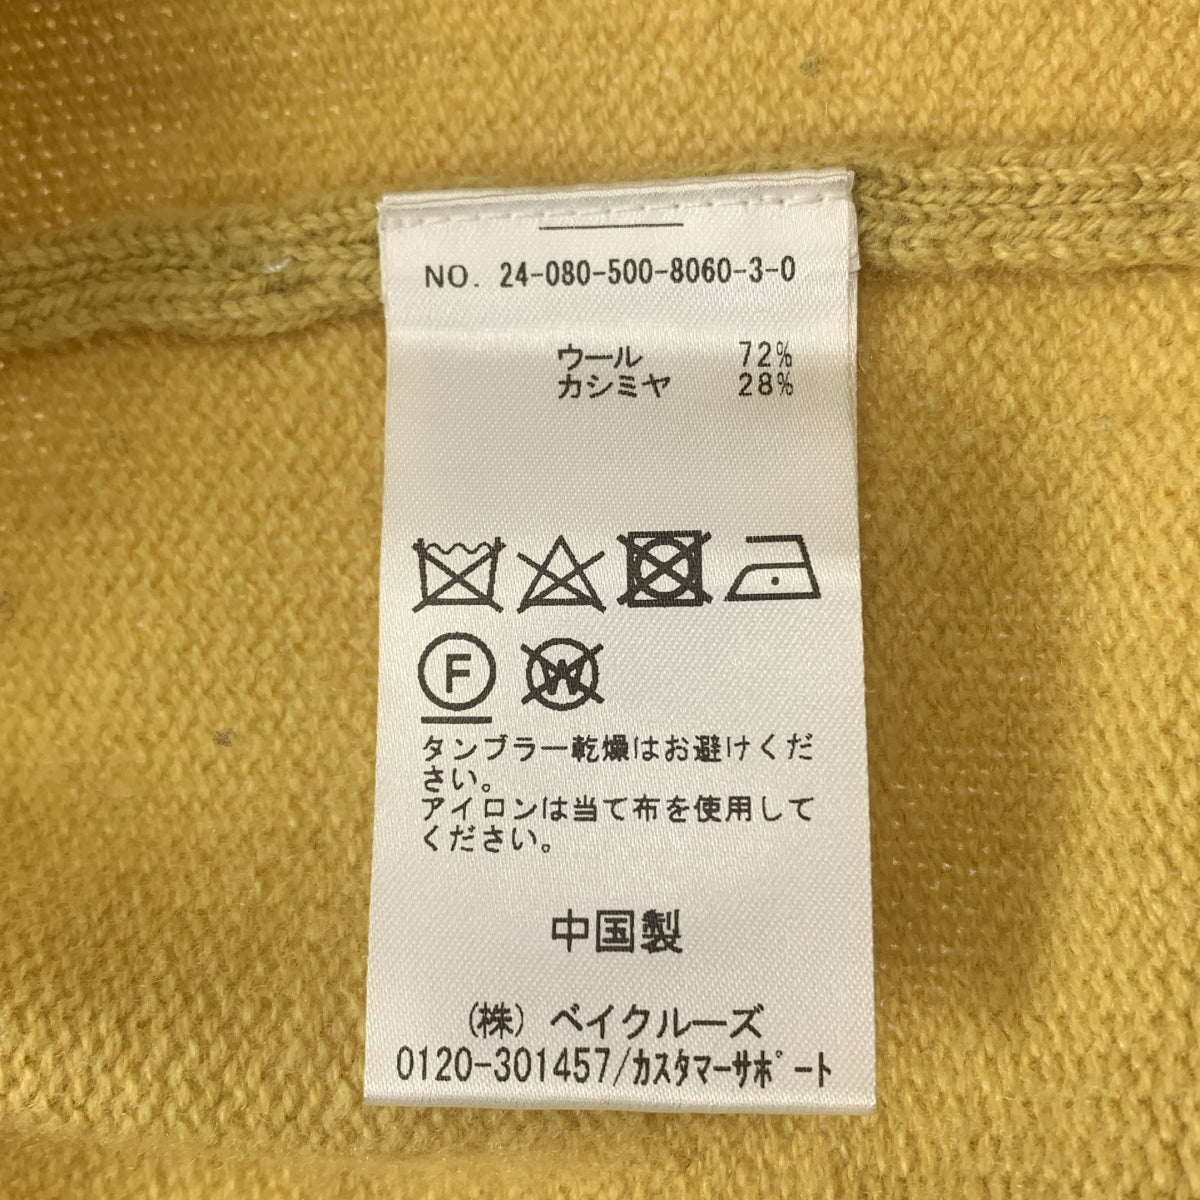 NO. 24-080-500-8060-3-0
ウール 72%
カシミヤ 28%
F W
タンブラー乾燥はお避けくだ
さい。
アイロンは当て布を使用して
ください。
中国製
(株) ベイクルーズ
0120-301457/ｶｽﾀﾏｰｻﾎﾟｰﾄ